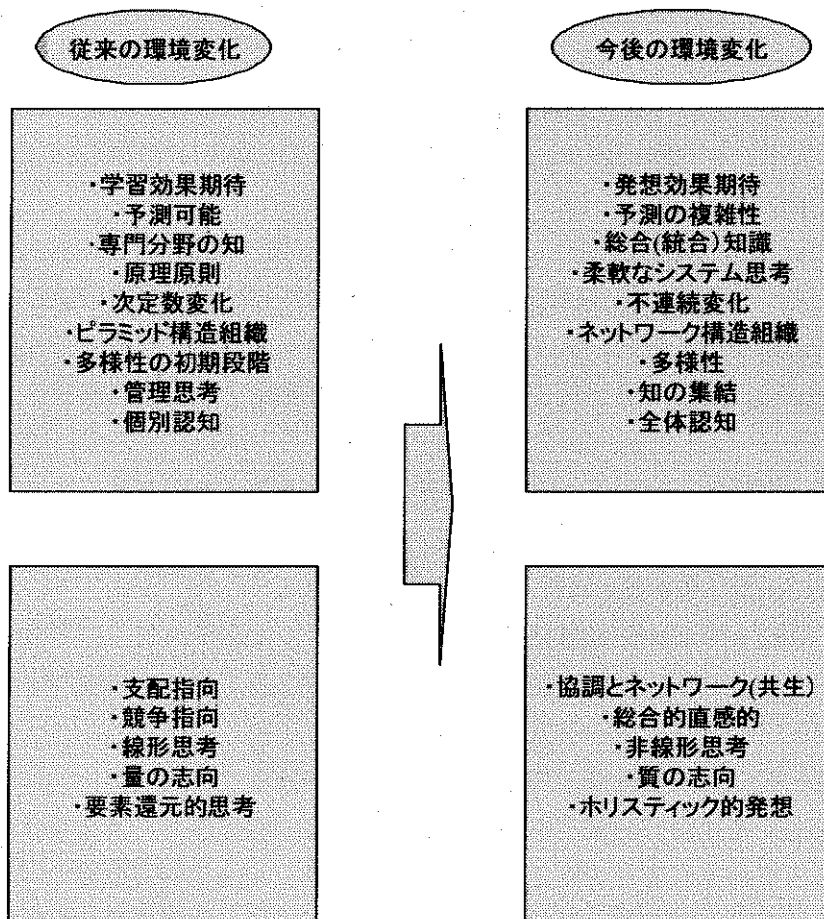 従来の環境変化
・学習効果期待
・予測可能
・専門分野の知
・原理原則
・次定数変化
・ピラミッド構造組織
・多様性の初期段階
・管理思考
・個別認知
・支配指向
・競争指向
・線形思考
・量の志向
・要素還元的思考
今後の環境変化
・発想効果期待
・予測の複雑性
・総合(統合)知識
・柔軟なシステム思考
・不連続変化
・ネットワーク構造組織
・多様性
・知の集結
・全体認知
・協調とネットワーク(共生)
・総合的直感的
・非線形思考
・質の志向
・ホリスティック的発想